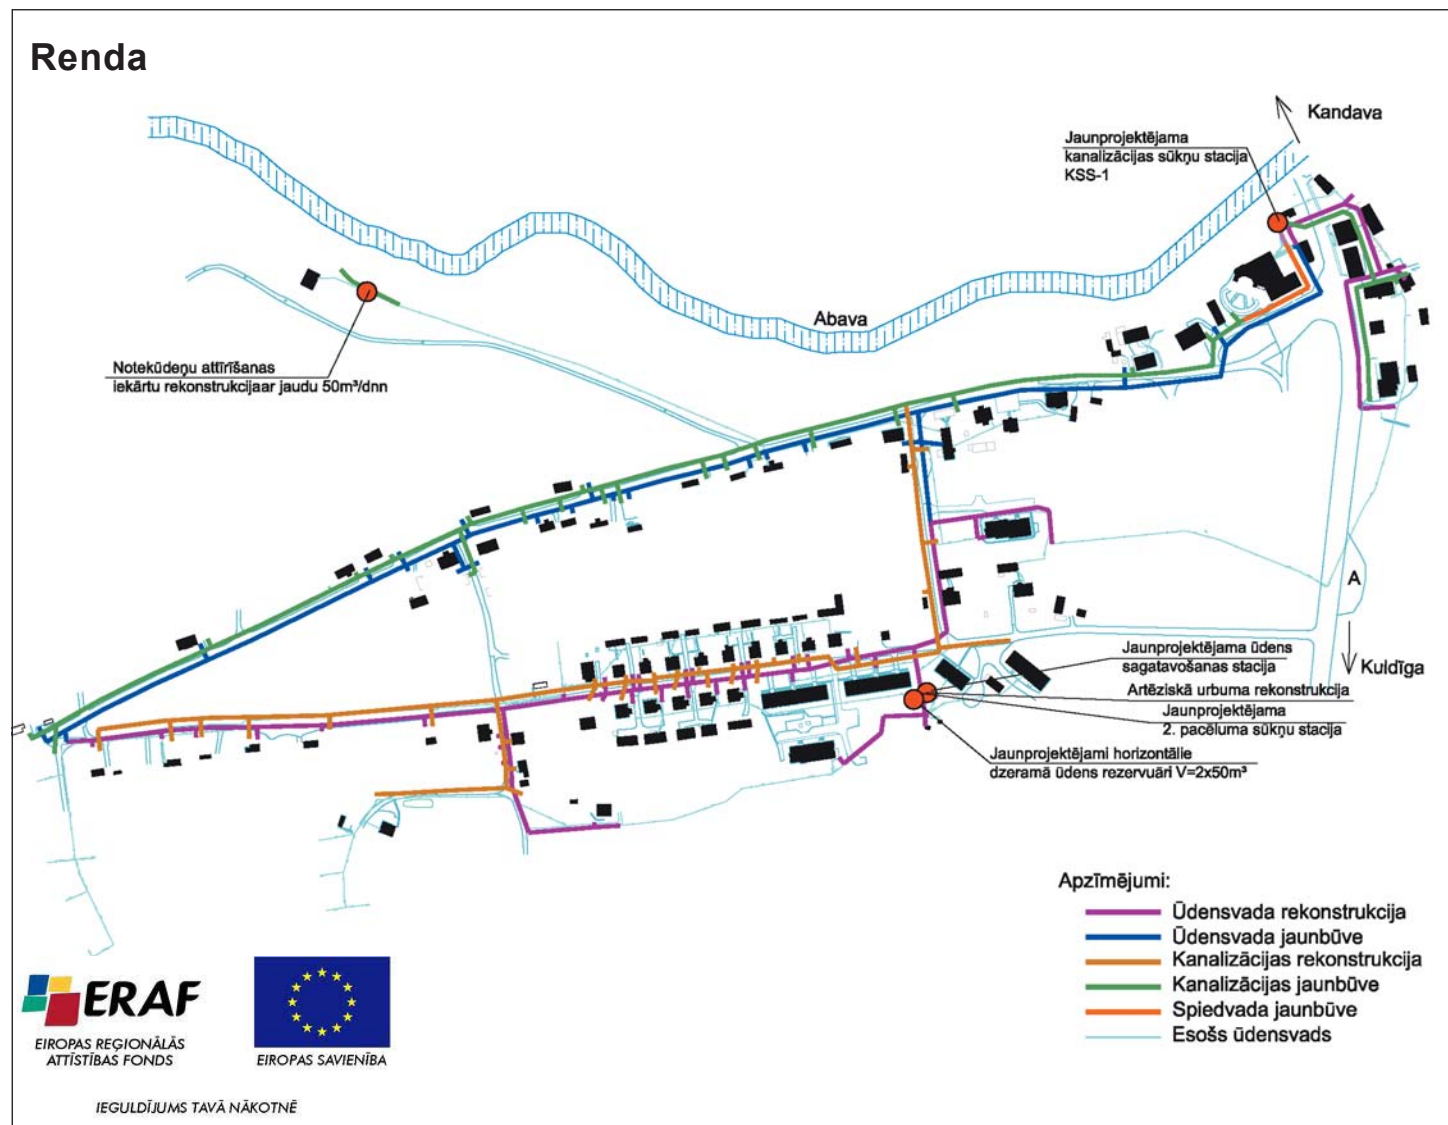 Renda
Kandava
Jaunprojektējama
kanalizācijas sūkņu stacija
KSS-1
Abava
Notekūdeņu attīrīšanas
iekārtu rekonstrukcijaar jaudu 50m³/dnn
A
Jaunprojektējama ūdens
sagatavošanas stacija
Kuldīga
Artēziskā urbuma rekonstrukcija
Jaunprojektējama
2. pacēluma sūkņu stacija
Jaunprojektējami horizontālie
dzeramā ūdens rezervuāri V=2x50m³
Apzīmējumi:
Ūdensvada rekonstrukcija
Ūdensvada jaunbūve
Kanalizācijas rekonstrukcija
Kanalizācijas jaunbūve
Spiedvada jaunbūve
Esošs ūdensvads
ERAF
EIROPAS REĢIONĀLĀS
ATTĪSTĪBAS FONDS
EIROPAS SAVIENĪBA
IEGULDĪJUMS TAVĀ NĀKOTNĒ